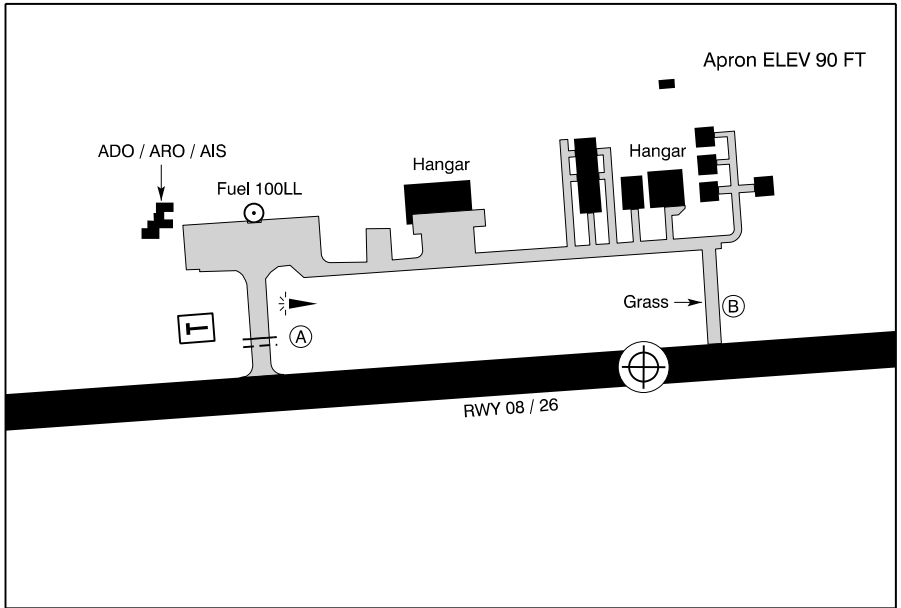 Apron ELEV 90 FT
ADO / ARO / AIS
Hangar
Hangar
Fuel 100LL
Grass
B
T
A
RWY 08 / 26